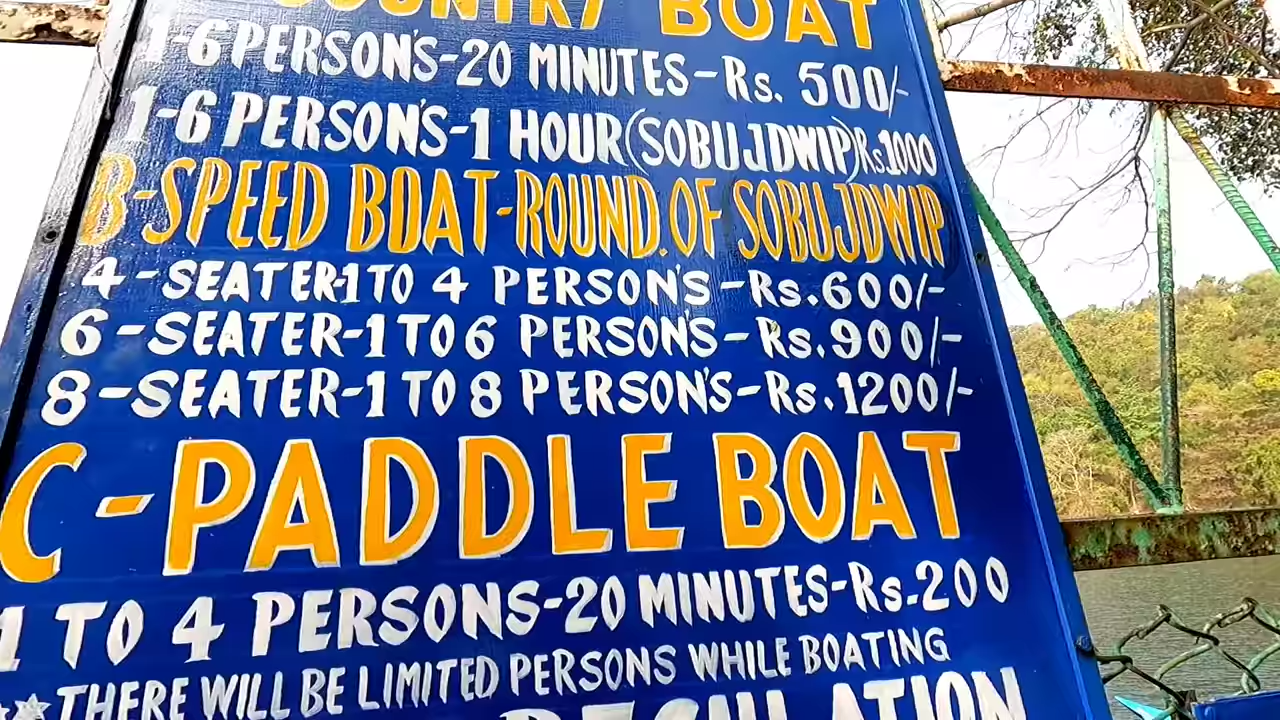 COUNTRY BOAT
1-6 PERSON'S-20 MINUTES-Rs. 500/-
1-6 PERSON'S-1 HOUR(SOBUJDWIP)Rs.1000
B-SPEED BOAT-ROUND.OF SOBUJDWIP
4-SEATER-1 TO 4 PERSON'S-Rs.600/-
6-SEATER-1 TO 6 PERSON'S-Rs.900/-
8-SEATER-1 TO 8 PERSON'S-Rs.1200/-
C-PADDLE BOAT
1 TO 4 PERSONS-20 MINUTES-Rs.200
THERE WILL BE LIMITED PERSONS WHILE BOATING
REGULATION